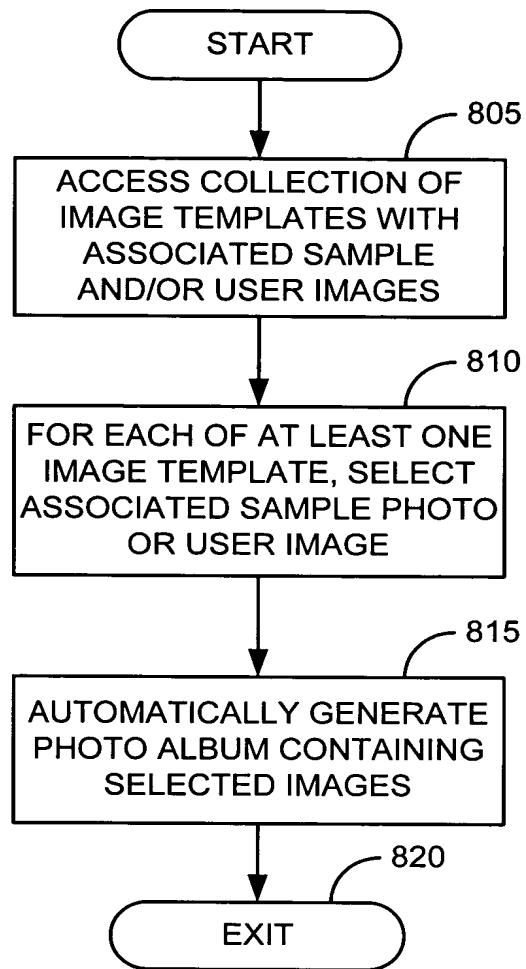 START
805
ACCESS COLLECTION OF
IMAGE TEMPLATES WITH
ASSOCIATED SAMPLE
AND/OR USER IMAGES
810
FOR EACH OF AT LEAST ONE
IMAGE TEMPLATE, SELECT
ASSOCIATED SAMPLE PHOTO
OR USER IMAGE
815
AUTOMATICALLY GENERATE
PHOTO ALBUM CONTAINING
SELECTED IMAGES
820
EXIT